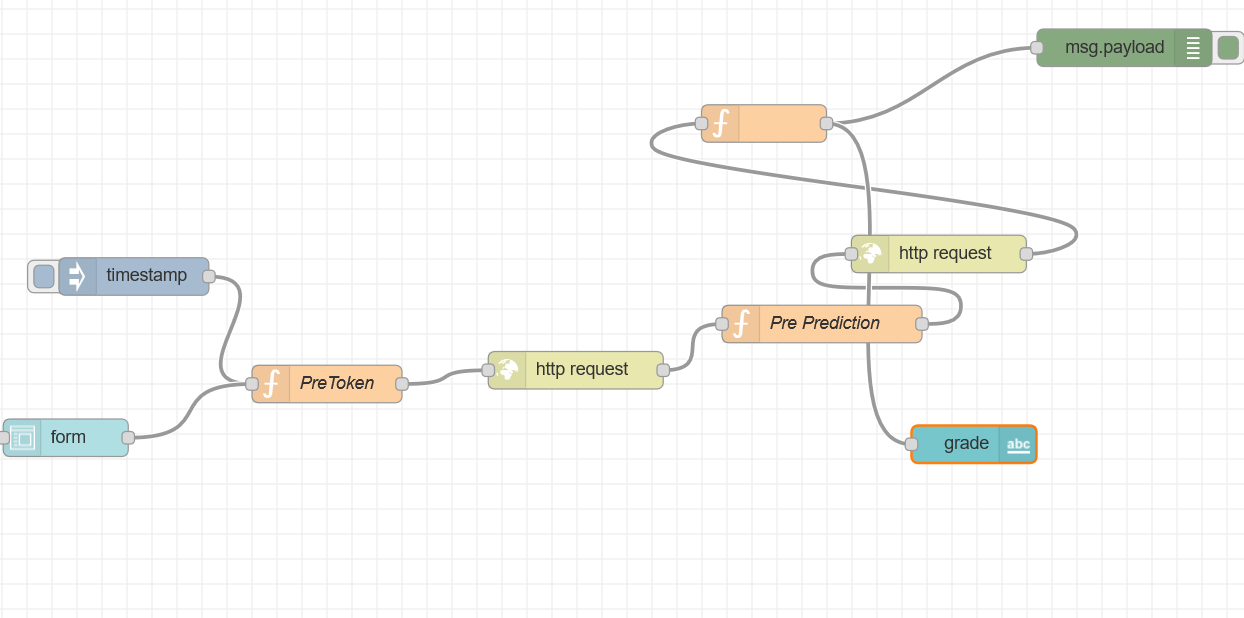 msg.payload
http request
timestamp
Pre Prediction
http request
PreToken
form
grade
abc